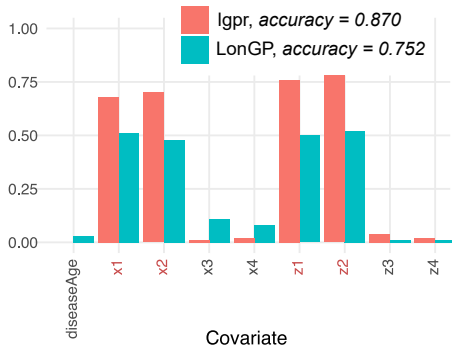 lgpr, accuracy = 0.870
LonGP, accuracy = 0.752
1.00
0.75
0.50
0.25
0.00
diseaseAge
x1
x2
x3
x4
z1
z2
z3
z4
Covariate